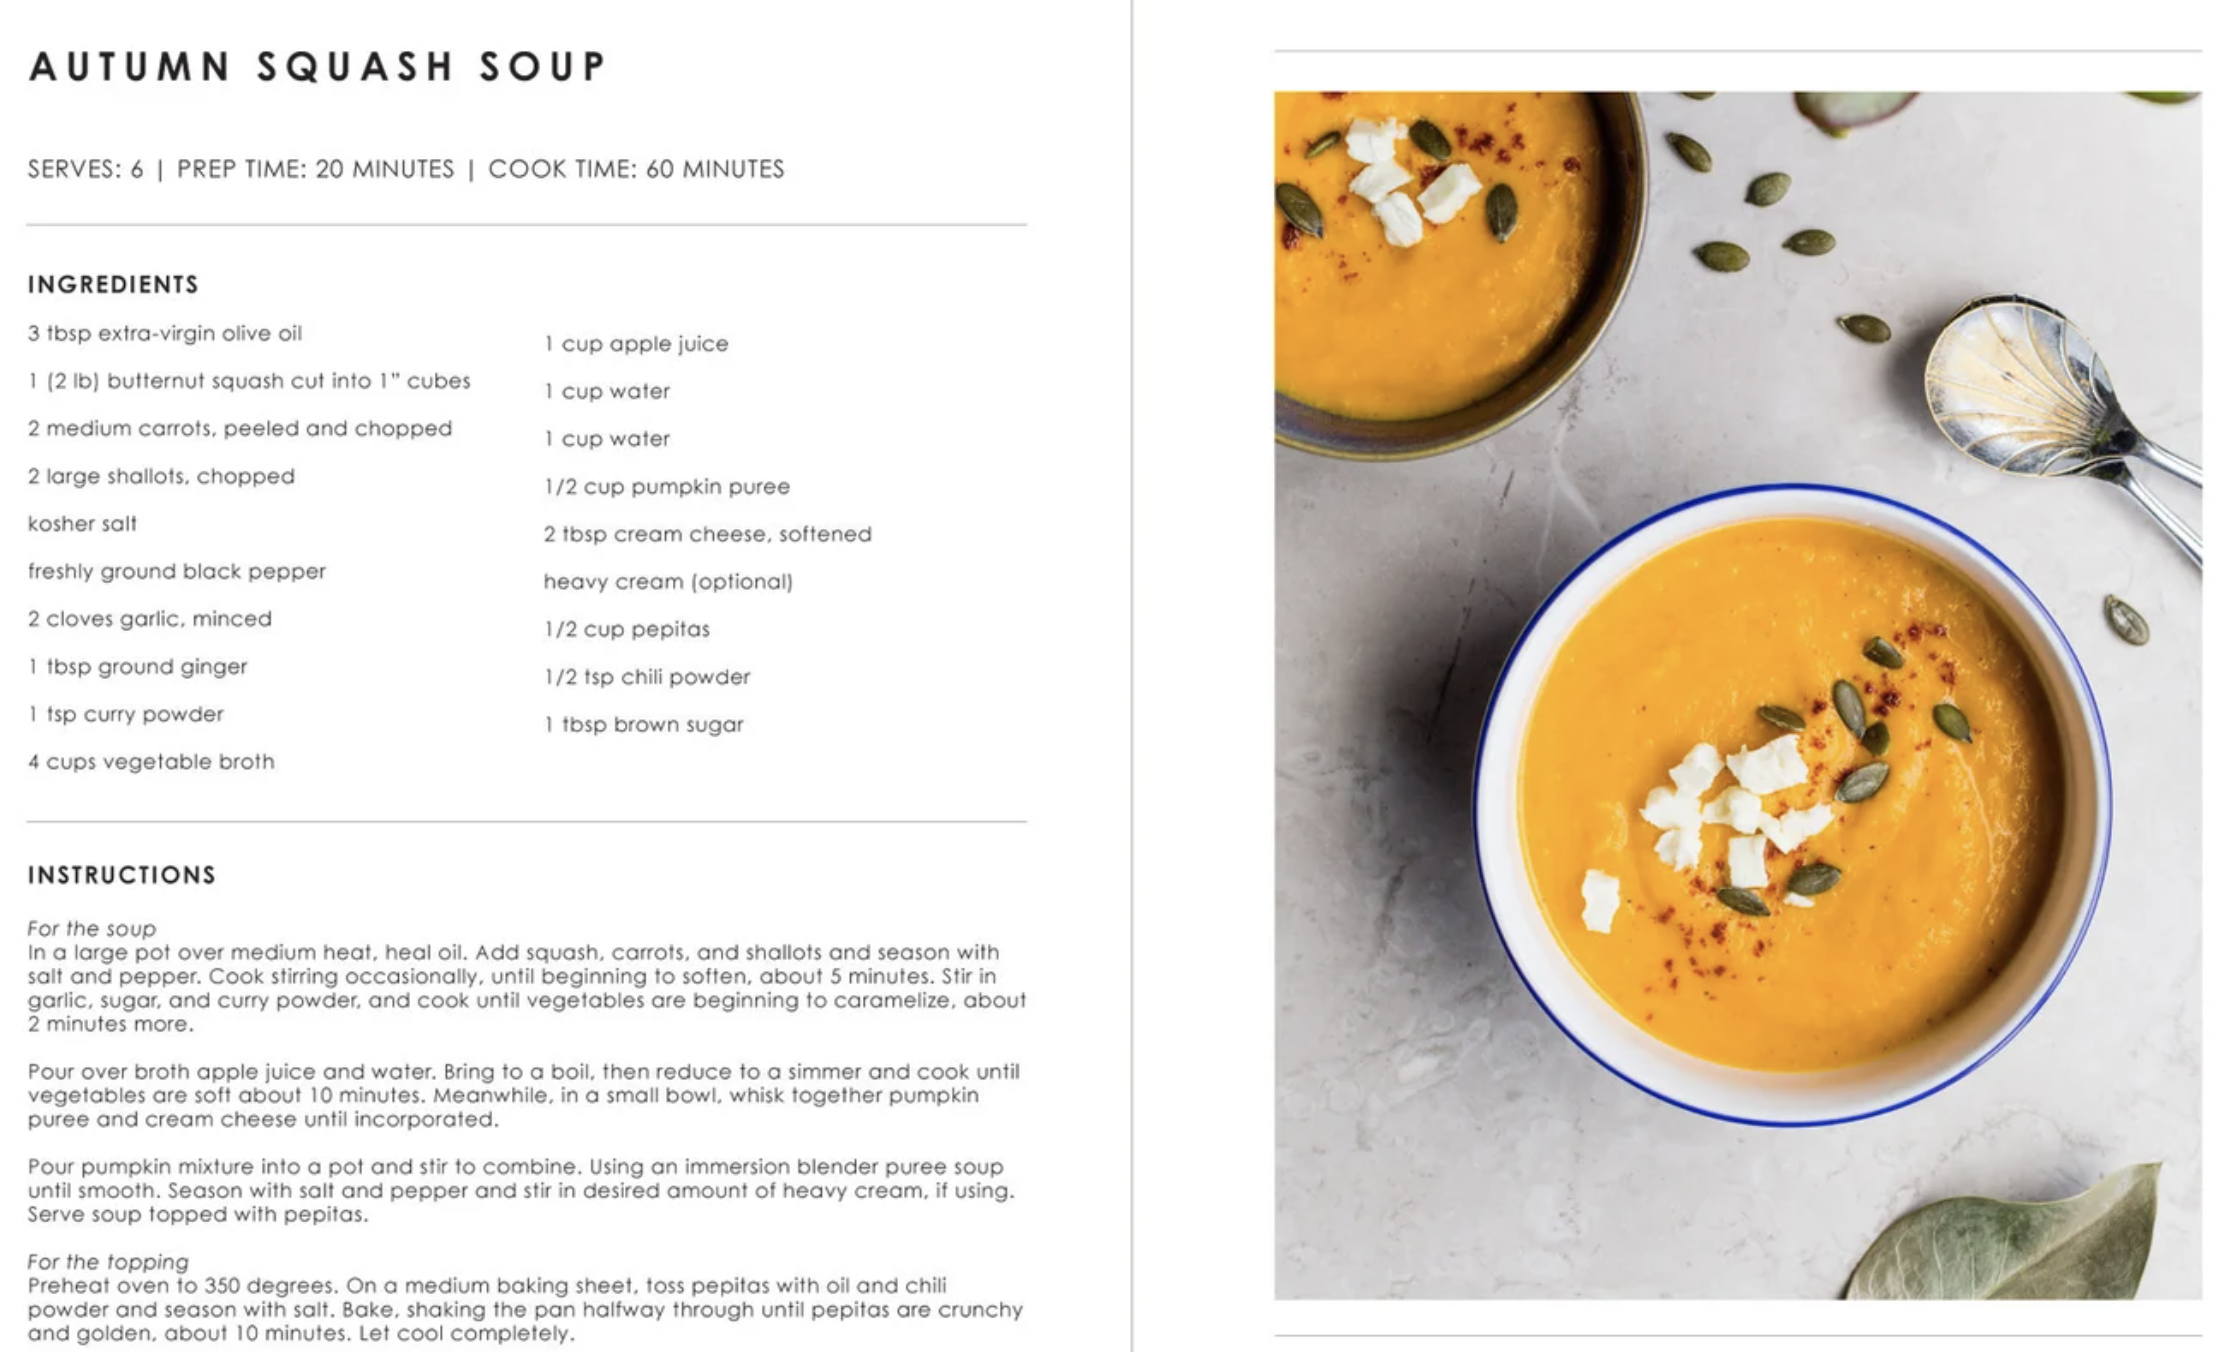 AUTUMN SQUASH SOUP
SERVES: 6 | PREP TIME: 20 MINUTES | COOK TIME: 60 MINUTES
INGREDIENTS
3 tbsp extra-virgin olive oil
1 (2 lb) butternut squash cut into 1” cubes
2 medium carrots, peeled and chopped
2 large shallots, chopped
kosher salt
freshly ground black pepper
2 cloves garlic, minced
1 tbsp ground ginger
1 tsp curry powder
4 cups vegetable broth
1 cup apple juice
1 cup water
1 cup water
1/2 cup pumpkin puree
2 tbsp cream cheese, softened
heavy cream (optional)
1/2 cup pepitas
1/2 tsp chili powder
1 tbsp brown sugar
INSTRUCTIONS
For the soup
In a large pot over medium heat, heal oil. Add squash, carrots, and shallots and season with
salt and pepper. Cook stirring occasionally, until beginning to soften, about 5 minutes. Stir in
garlic, sugar, and curry powder, and cook until vegetables are beginning to caramelize, about
2 minutes more.
Pour over broth apple juice and water. Bring to a boil, then reduce to a simmer and cook until
vegetables are soft about 10 minutes. Meanwhile, in a small bowl, whisk together pumpkin
puree and cream cheese until incorporated.
Pour pumpkin mixture into a pot and stir to combine. Using an immersion blender puree soup
until smooth. Season with salt and pepper and stir in desired amount of heavy cream, if using.
Serve soup topped with pepitas.
For the topping
Preheat oven to 350 degrees. On a medium baking sheet, toss pepitas with oil and chili
powder and season with salt. Bake, shaking the pan halfway through until pepitas are crunchy
and golden, about 10 minutes. Let cool completely.